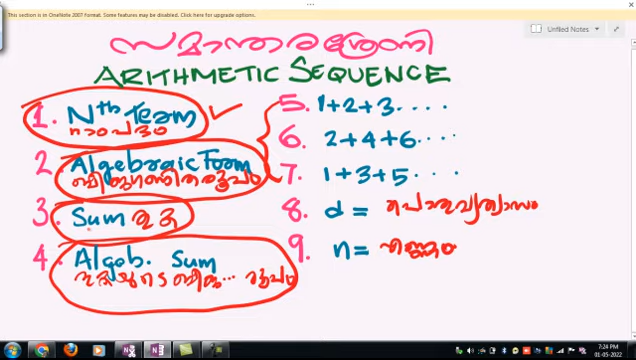 This section is in OneNote 2007 Format. Some features may be disabled. Click here for upgrade options.
Unfiled Notes
സമാന്തരശ്രേണി
ARITHMETIC SEQUENCE
1. Nth Term
നാംപദം
2. Algebraic Form
ബീജഗണിതരൂപം
3. Sum തുക
4. Algeb. Sum
തുകയുടെ ബീജ... രൂപം
5. 1+2+3....
6. 2+4+6....
7. 1+3+5....
8. d = പൊതുവ്യത്യാസം
9. n = എണ്ണം
7:24 PM
01-05-2022